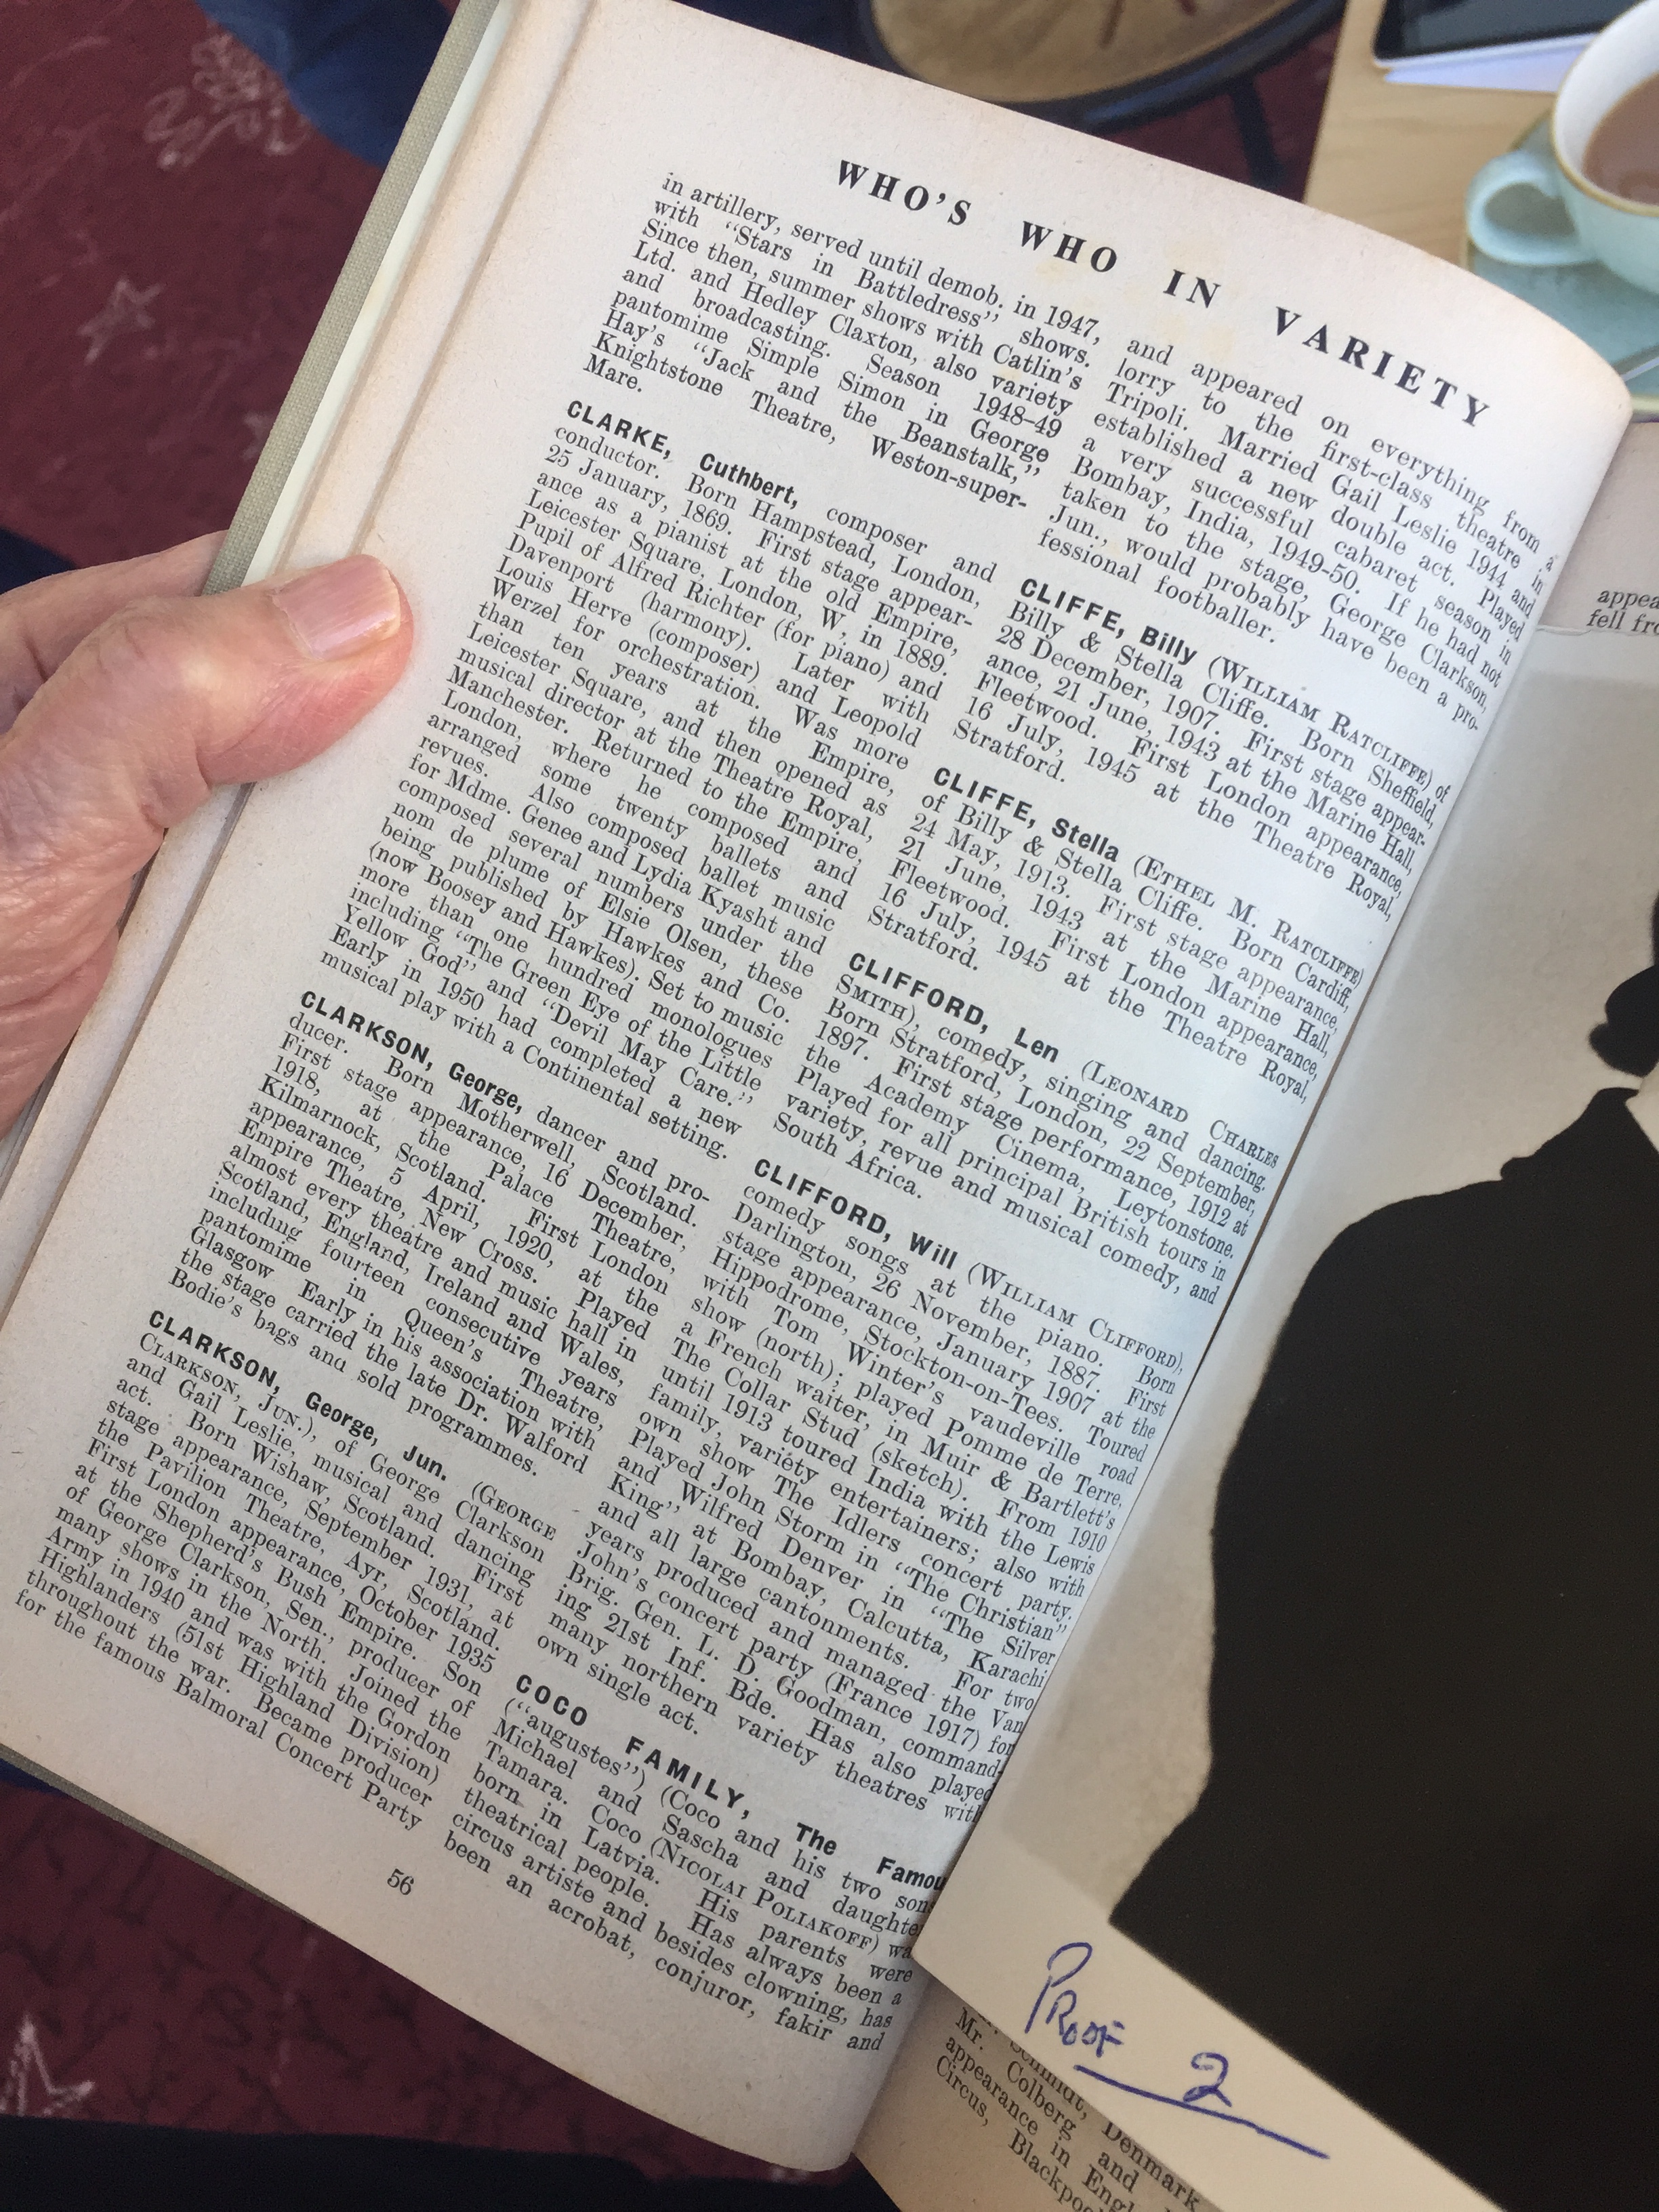 WHO'S WHO IN VARIETY
in artillery, served until demob. in 1947,
with "Stars in Battledress" shows.
Since then, summer shows with Catlin's
Ltd. and Hedley Claxton, also variety
and broadcasting. Season 1948–49
pantomime Simple Simon in George
Hay's "Jack and the Beanstalk,"
Knightstone Theatre, Weston-super-
Mare.
CLARKE, Cuthbert, composer and
conductor. Born Hampstead, London,
25 January, 1869. First stage appear-
ance as a pianist at the old Empire,
Leicester Square, London, W, in 1889.
Pupil of Alfred Richter (for piano) and
Davenport (harmony). Later with
Louis Herve (composer) and Leopold
Werzel for orchestration. Was more
than ten years at the Empire,
Leicester Square, and then opened as
musical director at the Theatre Royal,
Manchester. Returned to the Empire,
London, where he composed and
arranged some twenty ballets and
revues. Also composed ballet music
for Mdme. Genee and Lydia Kyasht and
composed several numbers under the
nom de plume of Elsie Olsen, these
being published by Hawkes and Co.
(now Boosey and Hawkes). Set to music
more than one hundred monologues
including "The Green Eye of the Little
Yellow God" and "Devil May Care."
Early in 1950 had completed a new
musical play with a Continental setting.
CLARKSON, George, dancer and pro-
ducer. Born Motherwell, Scotland.
First stage appearance, 16 December,
1918, at the Palace Theatre,
Kilmarnock, Scotland. First London
appearance, 5 April, 1920, at the
Empire Theatre, New Cross. Played
almost every theatre and music hall in
Scotland, England, Ireland and Wales,
including fourteen consecutive years
pantomime in Queen's Theatre,
Glasgow Early in his association with
the stage carried the late Dr. Walford
Bodie's bags and sold programmes.
CLARKSON, George, Jun. (GEORGE
CLARKSON, JUN.), of George Clarkson
and Gail Leslie, musical and dancing
act. Born Wishaw, Scotland. First
stage appearance, September 1931, at
the Pavilion Theatre, Ayr, Scotland.
First London appearance, October 1935
at the Shepherd's Bush Empire. Son
of George Clarkson, Sen., producer of
many shows in the North. Joined the
Army in 1940 and was with the Gordon
Highlanders (51st Highland Division)
throughout the war. Became producer
for the famous Balmoral Concert Party
and appeared on everything from a
lorry to the first-class theatre in
Tripoli. Married Gail Leslie 1944 and
established a new double act. Played
a very successful cabaret season in
Bombay, India, 1949-50. If he had not
taken to the stage, George Clarkson,
Jun., would probably have been a pro-
fessional footballer.
CLIFFE, Billy (WILLIAM RATCLIFFE) of
Billy & Stella Cliffe. Born Sheffield,
28 December, 1907. First stage appear-
ance, 21 June, 1943 at the Marine Hall,
Fleetwood. First London appearance,
16 July, 1945 at the Theatre Royal,
Stratford.
CLIFFE, Stella (ETHEL M. RATCLIFFE)
of Billy & Stella Cliffe. Born Cardiff,
24 May, 1913. First stage appearance,
21 June, 1943 at the Marine Hall,
Fleetwood. First London appearance,
16 July, 1945 at the Theatre Royal,
Stratford.
CLIFFORD, Len (LEONARD CHARLES
SMITH), comedy, singing and dancing.
Born Stratford, London, 22 September,
1897. First stage performance, 1912 at
the Academy Cinema, Leytonstone.
Played for all principal British tours in
variety, revue and musical comedy, and
South Africa.
CLIFFORD, Will (WILLIAM CLIFFORD),
comedy songs at the piano. Born
Darlington, 26 November, 1887. First
stage appearance, January 1907 at the
Hippodrome, Stockton-on-Tees. Toured
with Tom Winter's vaudeville road
show (north); played Pomme de Terre,
a French waiter, in Muir & Bartlett's
The Collar Stud (sketch). From 1910
until 1913 toured India with the Lewis
family, variety entertainers; also with
own show The Idlers concert party.
Played John Storm in "The Christian"
and Wilfred Denver in "The Silver
King" at Bombay, Calcutta, Karachi
and all large cantonments. For two
years produced and managed the Van
John's concert party (France 1917) for
Brig. Gen. L. D. Goodman, command-
ing 21st Inf. Bde. Has also played
many northern variety theatres with
own single act.
COCO FAMILY, The Famou
("augustes") (Coco and his two sons
Michael and Sascha and daughter
Tamara. Coco (NICOLAI POLIAKOFF) wa
born in Latvia. His parents were
theatrical people. Has always been a
circus artiste and besides clowning, has
been an acrobat, conjuror, fakir and
56
appea
fell fro
PROOF 2
Schmidt, Denmark
Mr. Colberg and
appearance in Engl
Circus, Blackpoo